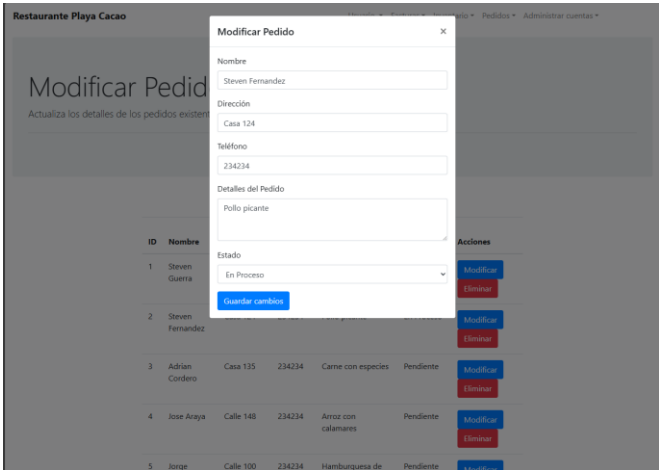 Restaurante Playa Cacao
Pedidos
Administrar cuentas
Modificar Pedido
×
Modificar Pedid
Actualiza los detalles de los pedidos existent
Nombre
Steven Fernandez
Dirección
Casa 124
Teléfono
234234
Detalles del Pedido
Pollo picante
Estado
En Proceso
Guardar cambios
ID Nombre Acciones
1 Steven Guerra Modificar
Eliminar
2 Steven Fernandez Modificar
Eliminar
3 Adrian Cordero Casa 135 234234 Carne con especies Pendiente Modificar
Eliminar
4 Jose Araya Calle 148 234234 Arroz con calamares Pendiente Modificar
Eliminar
5 Jorge Calle 100 234234 Hamburguesa de Pendiente Modificar